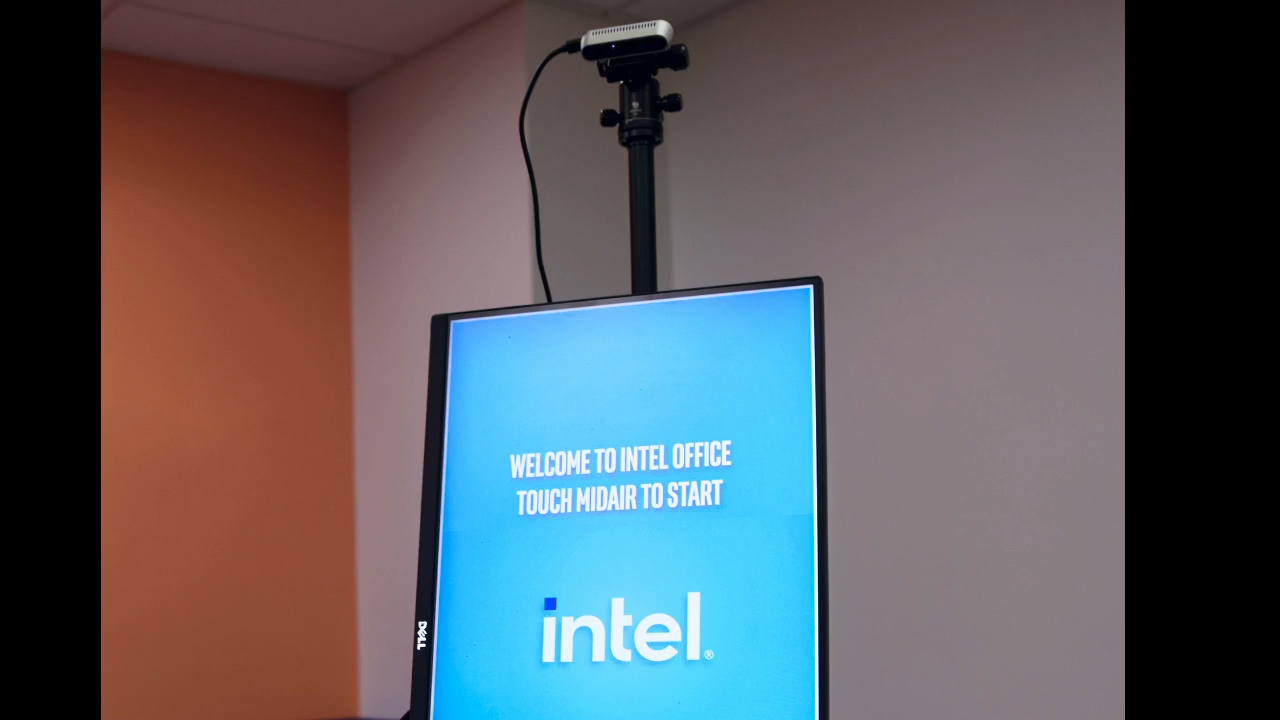 WELCOME TO INTEL OFFICE
TOUCH MIDAIR TO START
intel®
DELL